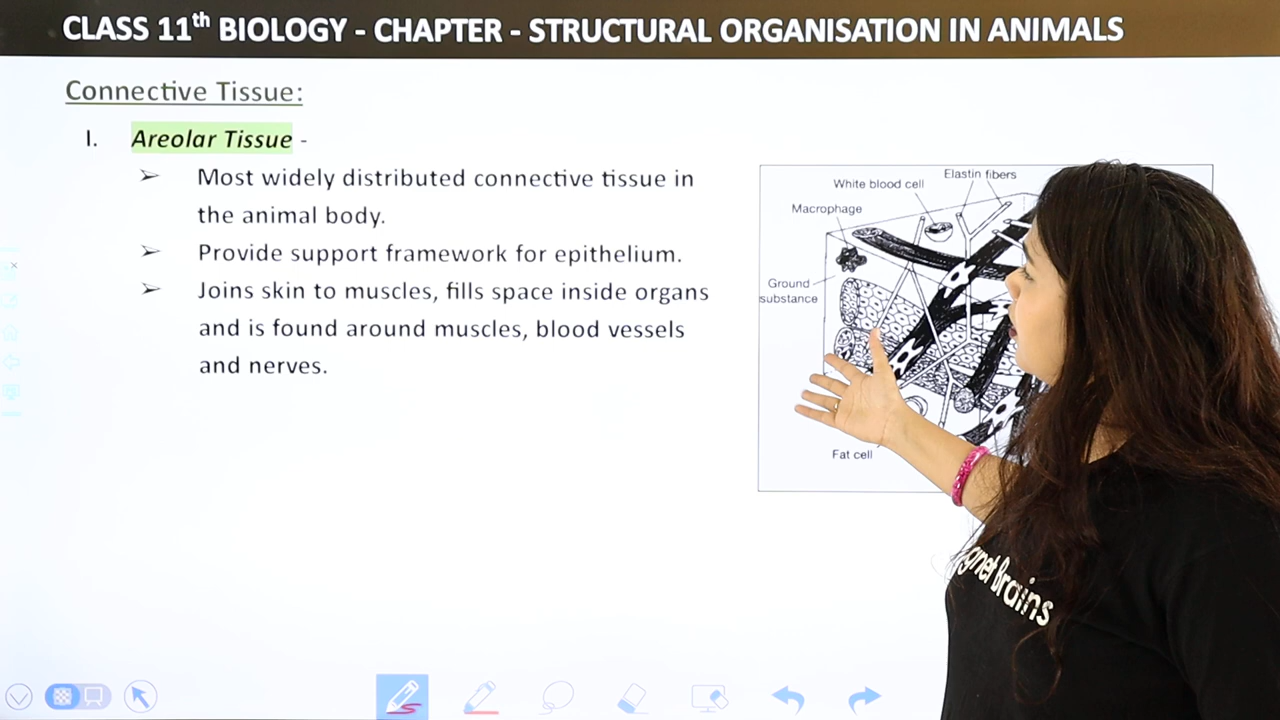 CLASS 11th BIOLOGY - CHAPTER - STRUCTURAL ORGANISATION IN ANIMALS
Connective Tissue:
I. Areolar Tissue -
➢ Most widely distributed connective tissue in
the animal body.
➢ Provide support framework for epithelium.
➢ Joins skin to muscles, fills space inside organs
and is found around muscles, blood vessels
and nerves.
Elastin fibers
White blood cell
Macrophage
Ground
substance
Fat cell
gnet Brains